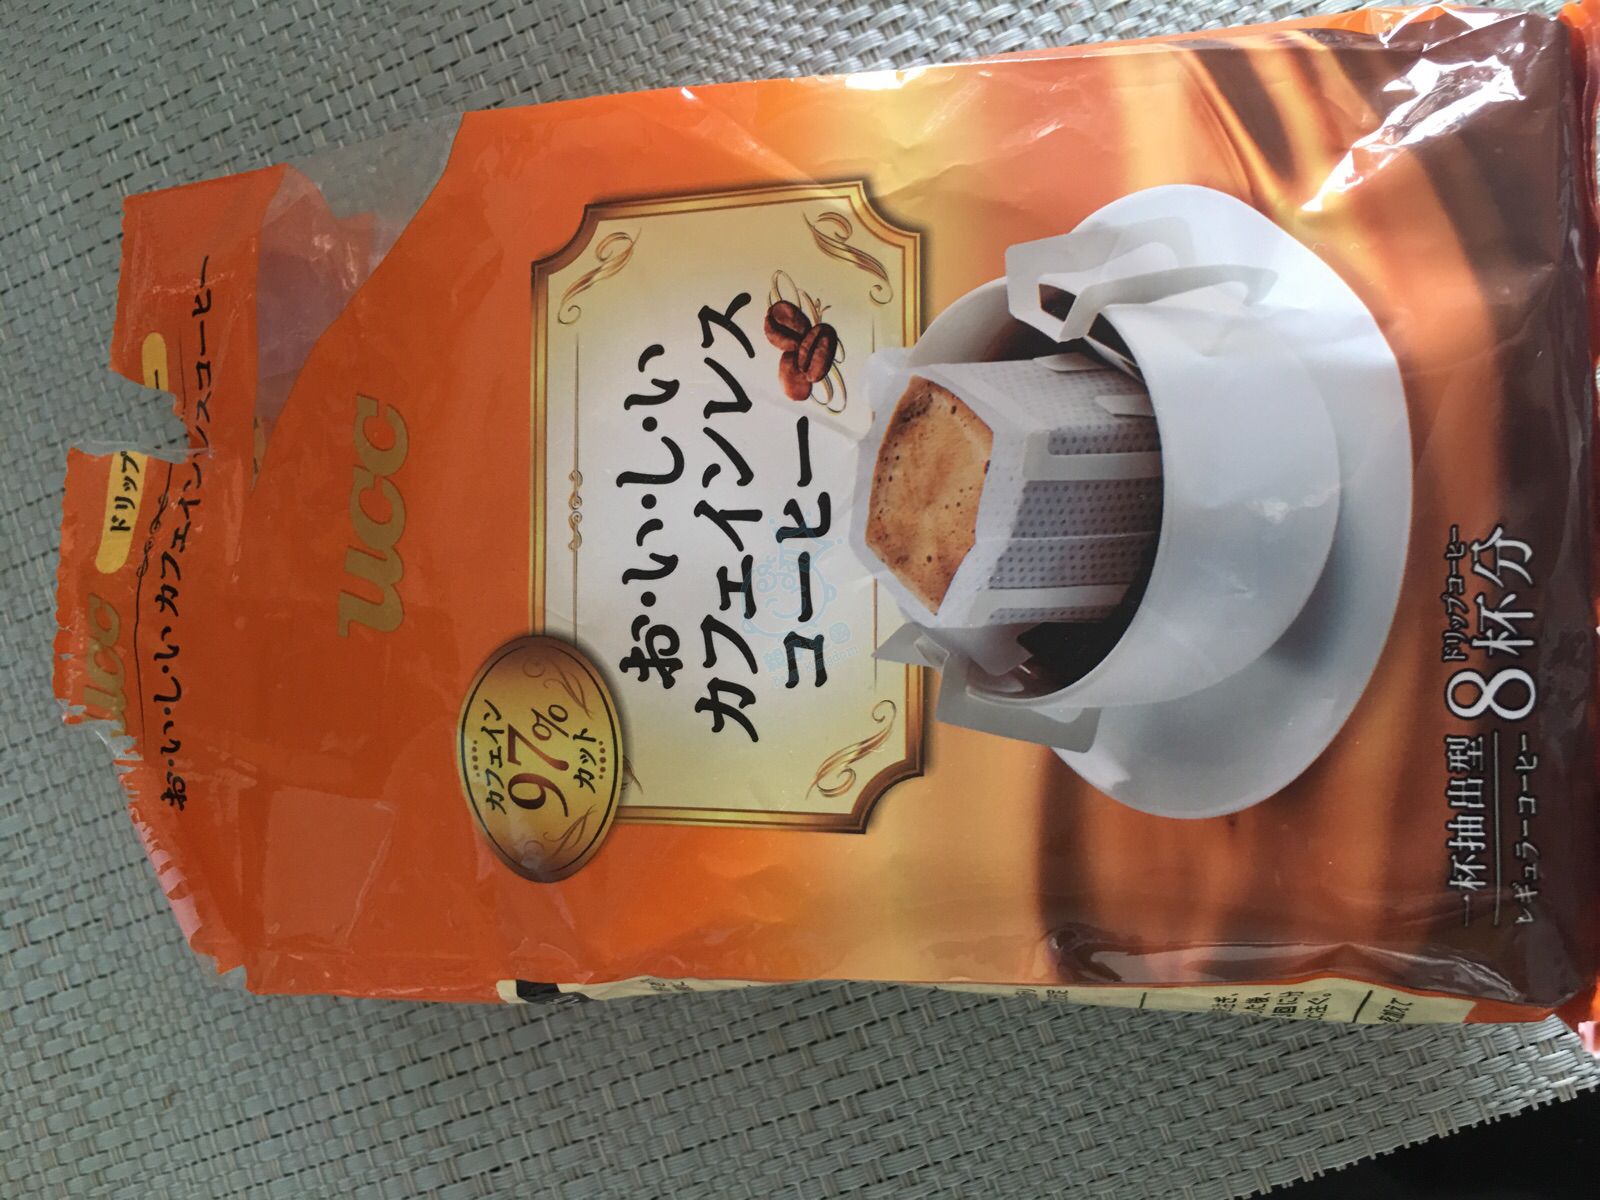 ucc
ドリップ
お・い・し・い カフェインレスコーヒー
ucc
カフェイン
97%
カット
お・い・し・い
カフェインレス
コーヒー
一杯抽出型
レギュラーコーヒー
ドリップコーヒー
8杯分